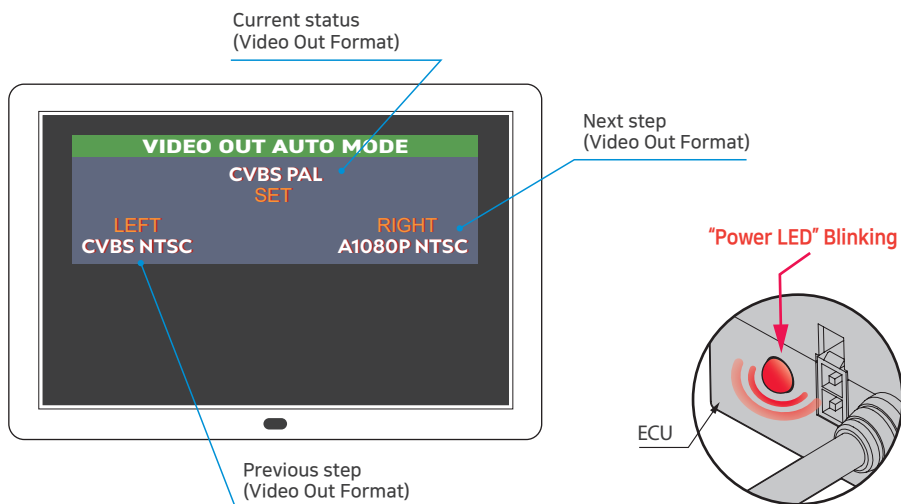 Current status
(Video Out Format)
Next step
(Video Out Format)
VIDEO OUT AUTO MODE
CVBS PAL
SET
LEFT
RIGHT
CVBS NTSC
A1080P NTSC
"Power LED" Blinking
ECU
Previous step
(Video Out Format)